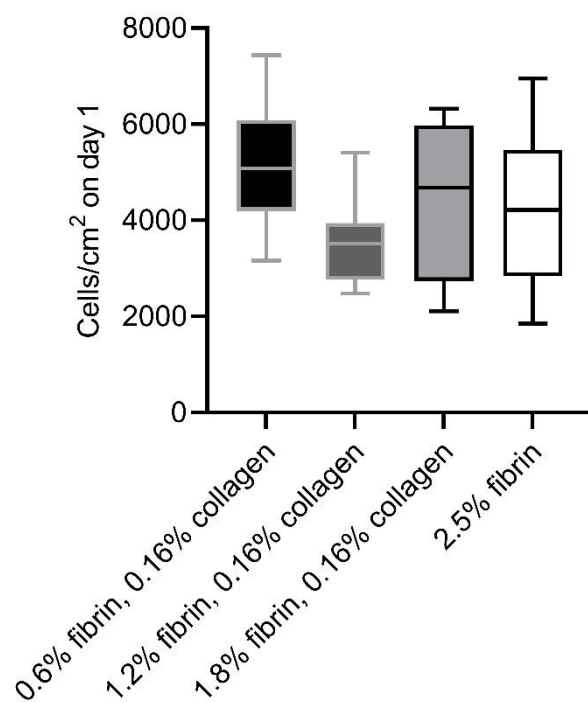 Cells/cm² on day 1
8000
6000
4000
2000
0
0.6% fibrin, 0.16% collagen
1.2% fibrin, 0.16% collagen
1.8% fibrin, 0.16% collagen
2.5% fibrin